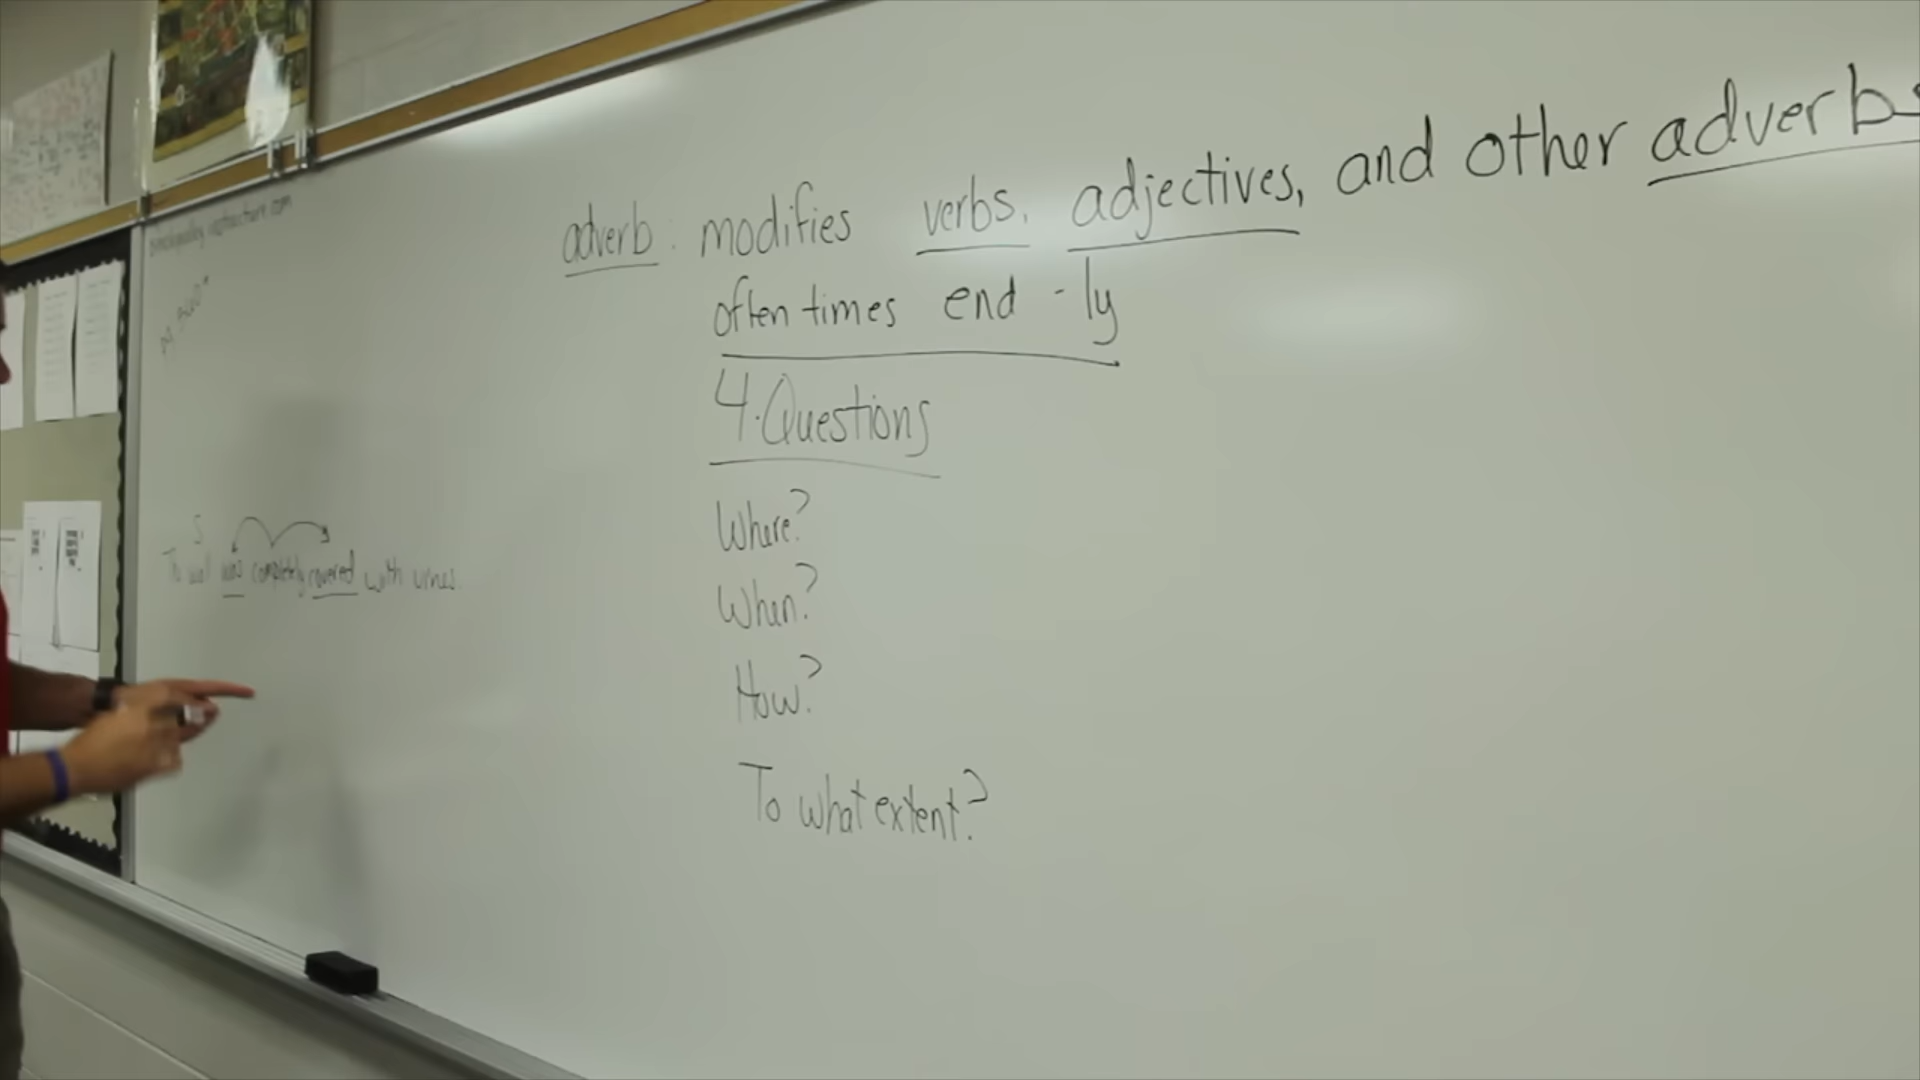 adverb: modifies verbs, adjectives, and other adverbs
often times end -ly
4 Questions
Where?
When?
How?
To what extent?
S
was completely covered with vines.